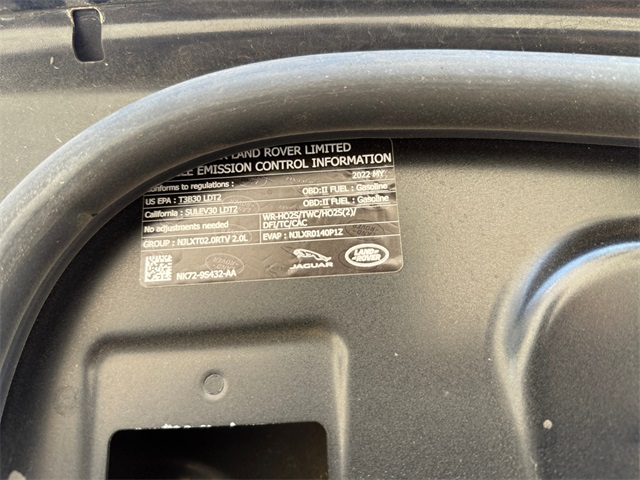 LAND ROVER LIMITED
EMISSION CONTROL INFORMATION
2022 MY
onforms to regulations :
US EPA : T3B30 LDT2 OBD:II FUEL : Gasoline
California : SULEV30 LDT2 OBD:II FUEL : Gasoline
No adjustments needed WR-HO2S/TWC/HO2S(2)/
DFI/TC/CAC
GROUP : NJLXT02.0RTV 2.0L EVAP : NJLXR0140P1Z
NK72-9S432-AA JAGUAR LAND-ROVER